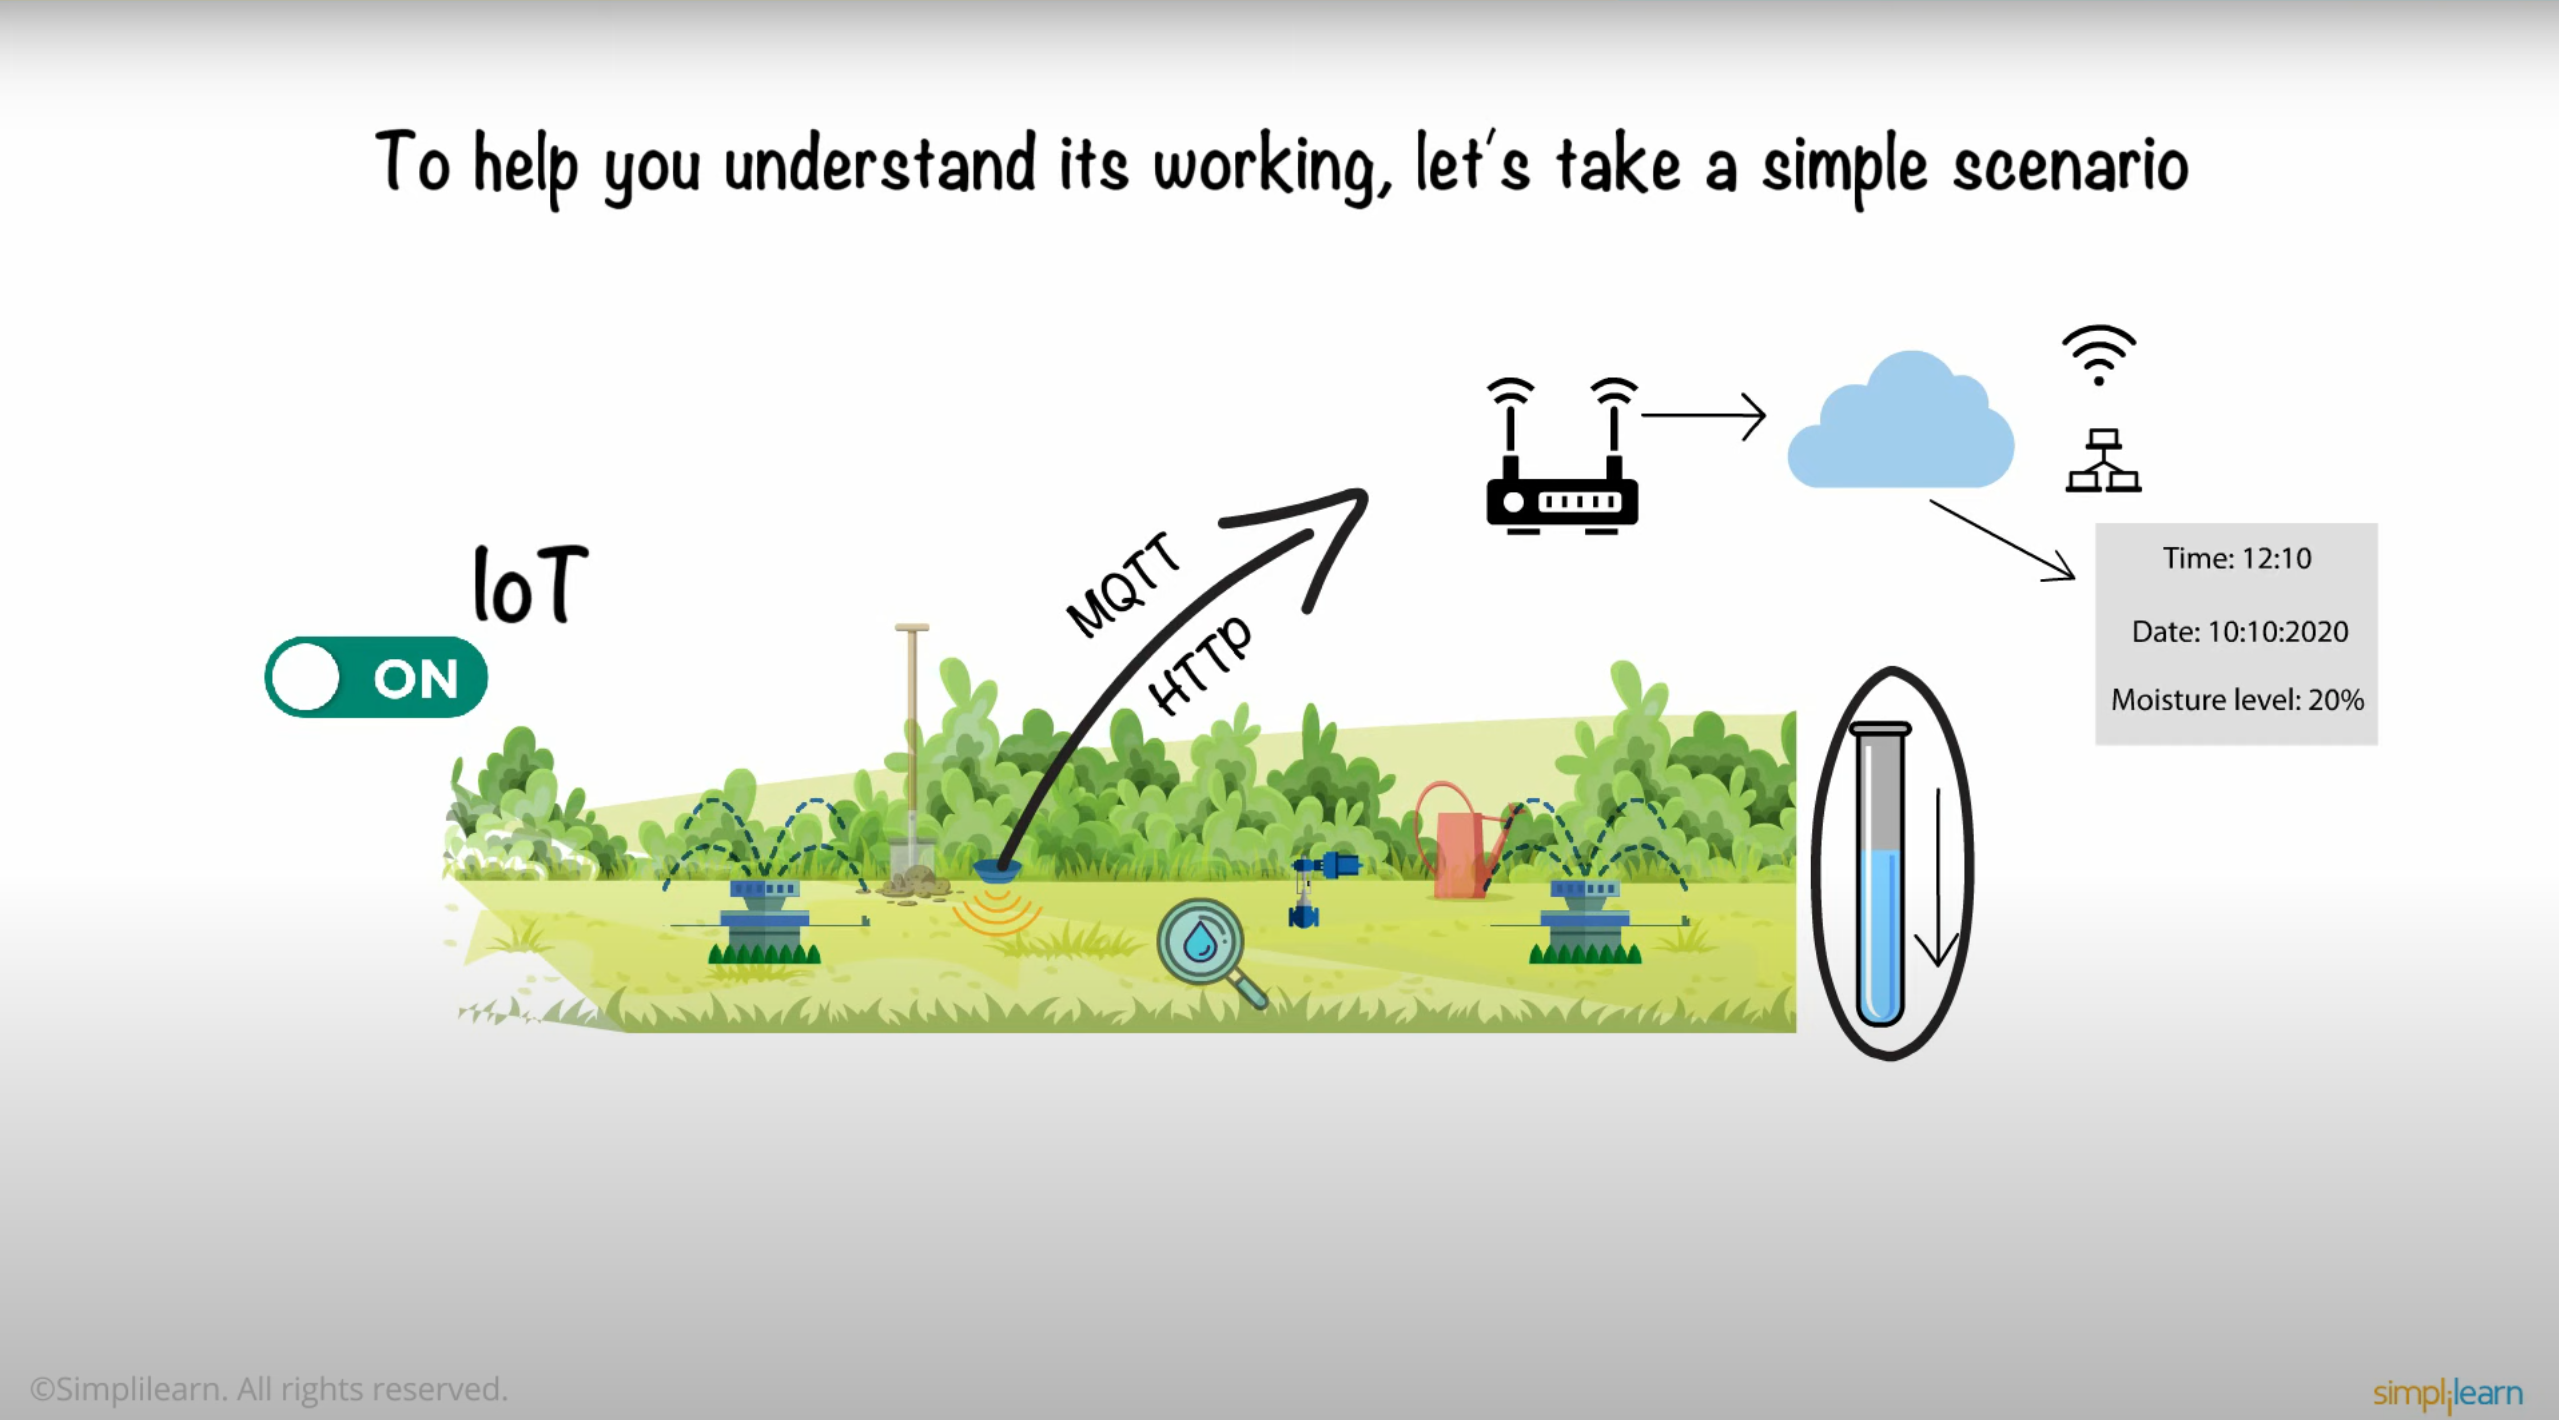 To help you understand its working, let's take a simple scenario
IoT
ON
MQTT
HTTP
Time: 12:10
Date: 10:10:2020
Moisture level: 20%
©Simplilearn. All rights reserved.
simplilearn